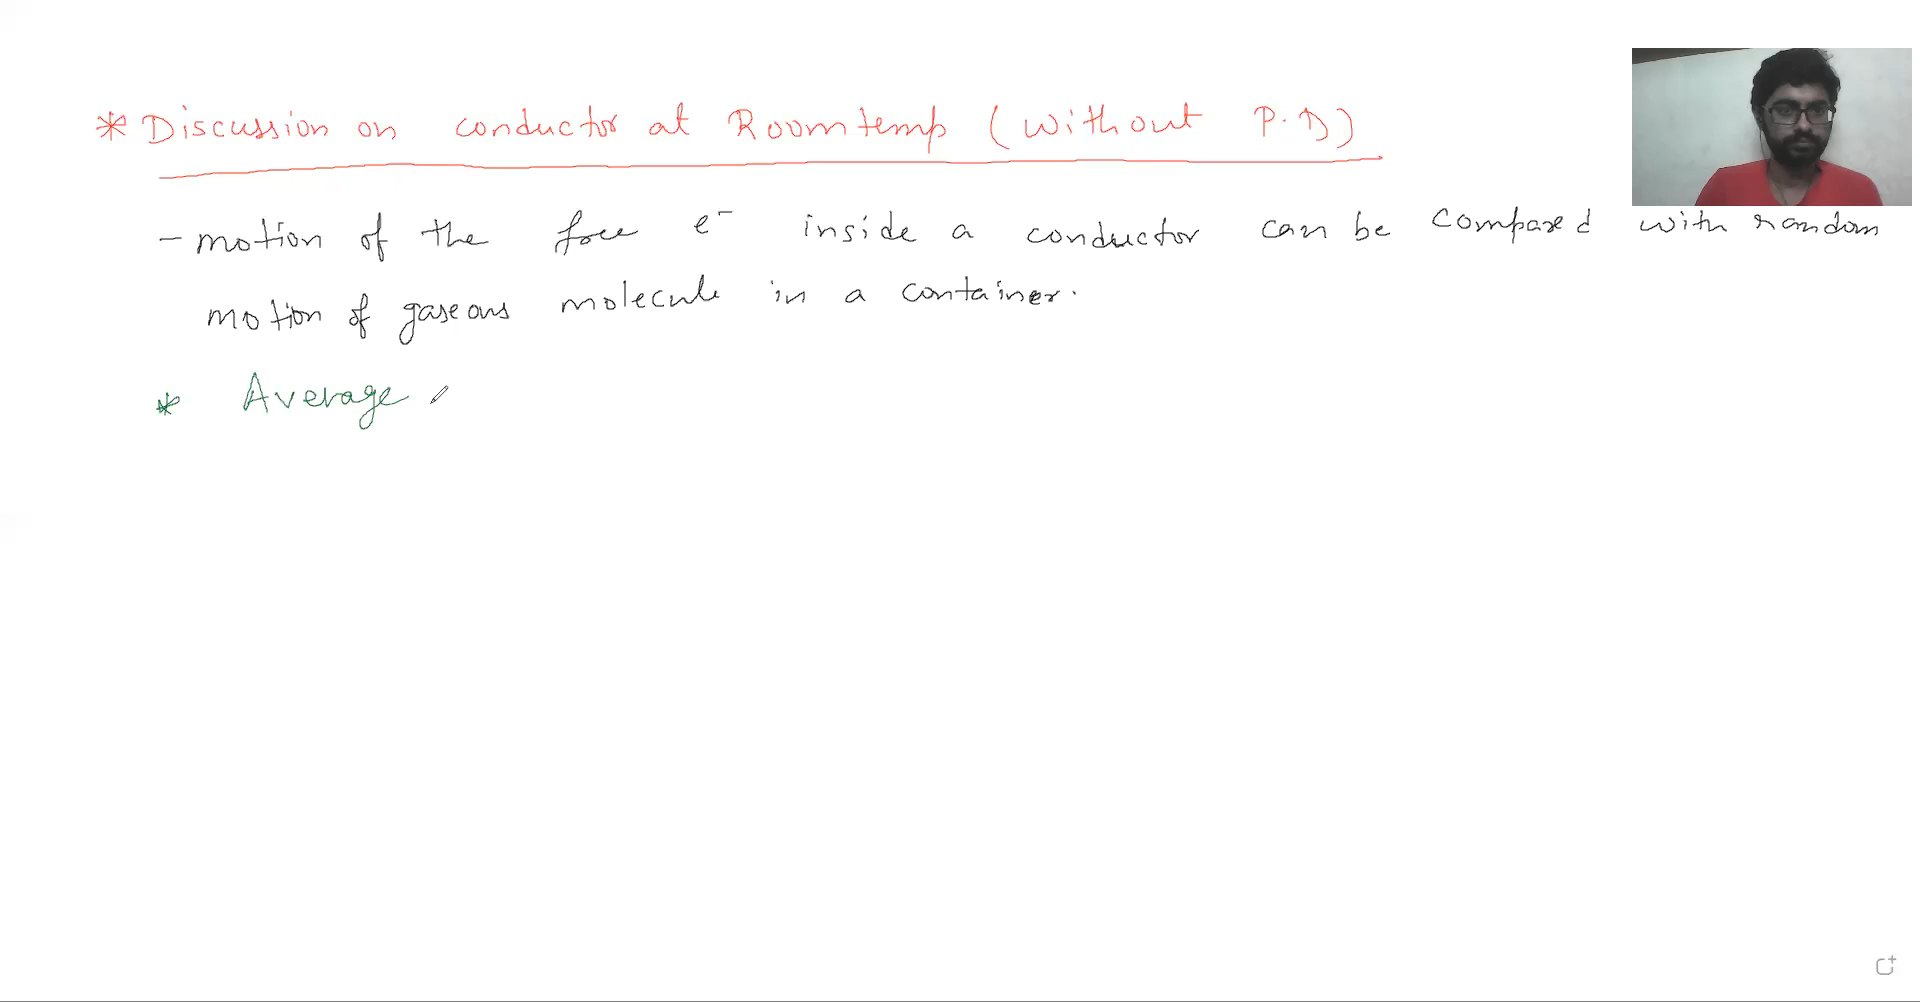 * Discussion on conductor at Room temp (without P.D)
- motion of the free e⁻ inside a conductor can be compared with random
motion of gaseous molecule in a container.
* Average